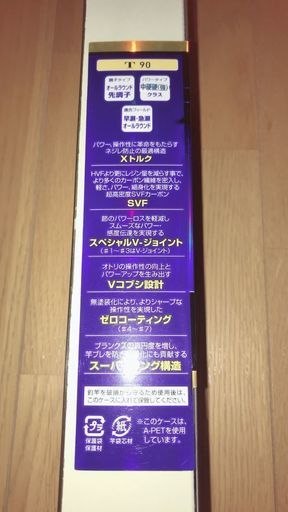 T 90
調子タイプ
オールラウンド
先調子
パワータイプ
中硬硬(強)
クラス
適合フィールド
早瀬・急瀬
オールラウンド
パワー、操作性に革命をもたらす
ネジレ防止の最適構造
Xトルク
HVFより更にレジン量を減らす事で、
より多くのカーボン繊維を密入し、
軽さ、パワー、細身化を実現する
超高密度SVFカーボン
SVF
節のパワーロスを軽減し
スムーズなパワー・
感度伝達を実現する
スペシャルV-ジョイント
(#1～#3はV-ジョイント)
オトリの操作性の向上と
パワーアップを生み出す
Vコブシ設計
無塗装化により、よりシャープな
操作性を実現した
ゼロコーティング
(#4～#7)
ブランクスの真円度を増し、
竿ブレを防ぎ 化にも貢献する
スーパーリング構造
釣竿を破損から守るため使用後は、
このケースに入れて保管してください。
プラ
保護袋
保護材
紙
竿袋芯材
※このケースは、
A-PETを使用
しています。